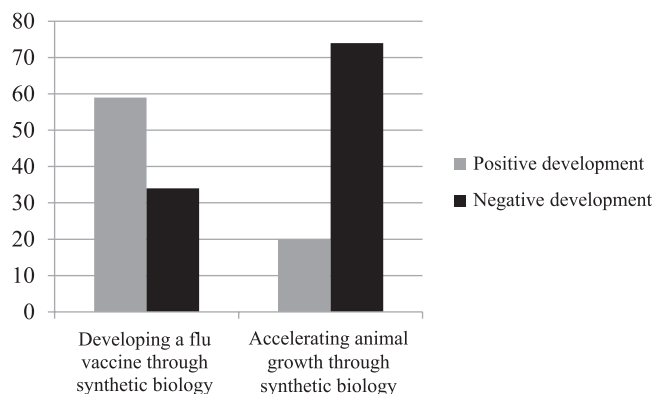 80
70
60
50
40
30
20
10
0
Developing a flu
vaccine through
synthetic biology
Accelerating animal
growth through
synthetic biology
Positive development
Negative development